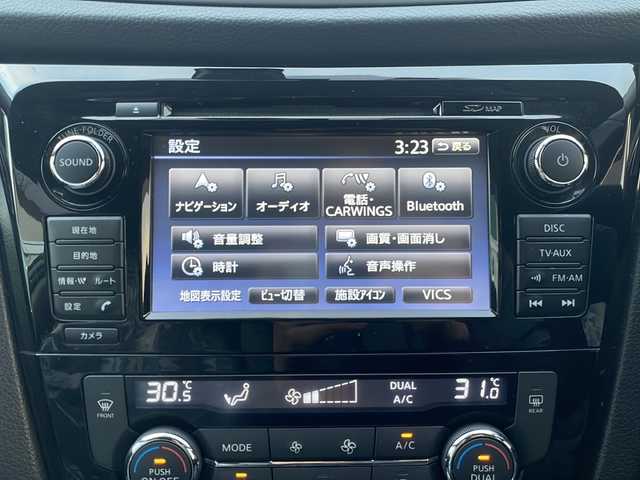 SD MAP
TUNE・FOLDER
VOL
SOUND
設定
3:23
戻る
ナビゲーション
オーディオ
電話・
CARWINGS
Bluetooth
音量調整
画質・画面消し
時計
音声操作
地図表示設定
ビュー切替
施設アイコン
VICS
現在地
目的地
情報・
ルート
設定
カメラ
DISC
TV・AUX
FM・AM
30.5℃
DUAL
A/C
31.0℃
FRONT
REAR
MODE
A/C
PUSH
ON・OFF
PUSH
DUAL